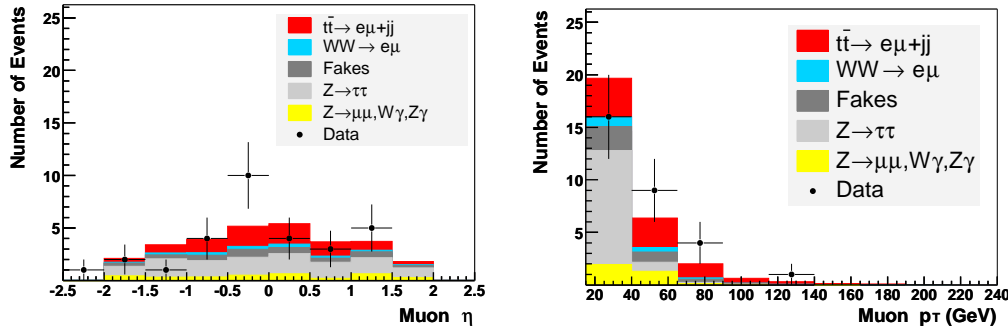 Number of Events
25
20
15
10
5
tt̄→ eμ+jj
WW→ eμ
Fakes
Z→ττ
Z→μμ,Wγ,Zγ
Data
-2.5 -2 -1.5 -1 -0.5 0 0.5 1 1.5 2 2.5
Muon η
Number of Events
25
20
15
10
5
tt̄→ eμ+jj
WW→ eμ
Fakes
Z→ττ
Z→μμ,Wγ,Zγ
Data
20 40 60 80 100 120 140 160 180 200 220 240
Muon pT (GeV)